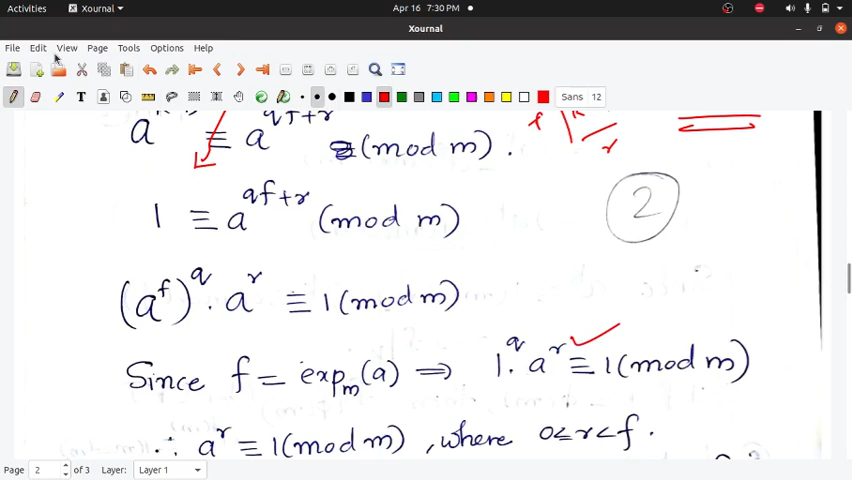 Activities Xournal Apr 16 7:30 PM
Xournal
File Edit View Page Tools Options Help
T Sans 12
≡ a^{qf+r} (mod m).
r
2
1 ≡ a^{qf+r} (mod m)
(a^f)^q . a^r ≡ 1 (mod m)
Since f = exp_m(a) ⇒ 1^q . a^r ≡ 1 (mod m)
∴ a^r ≡ 1 (mod m), where 0≤r<f.
Page 2 of 3 Layer: Layer 1